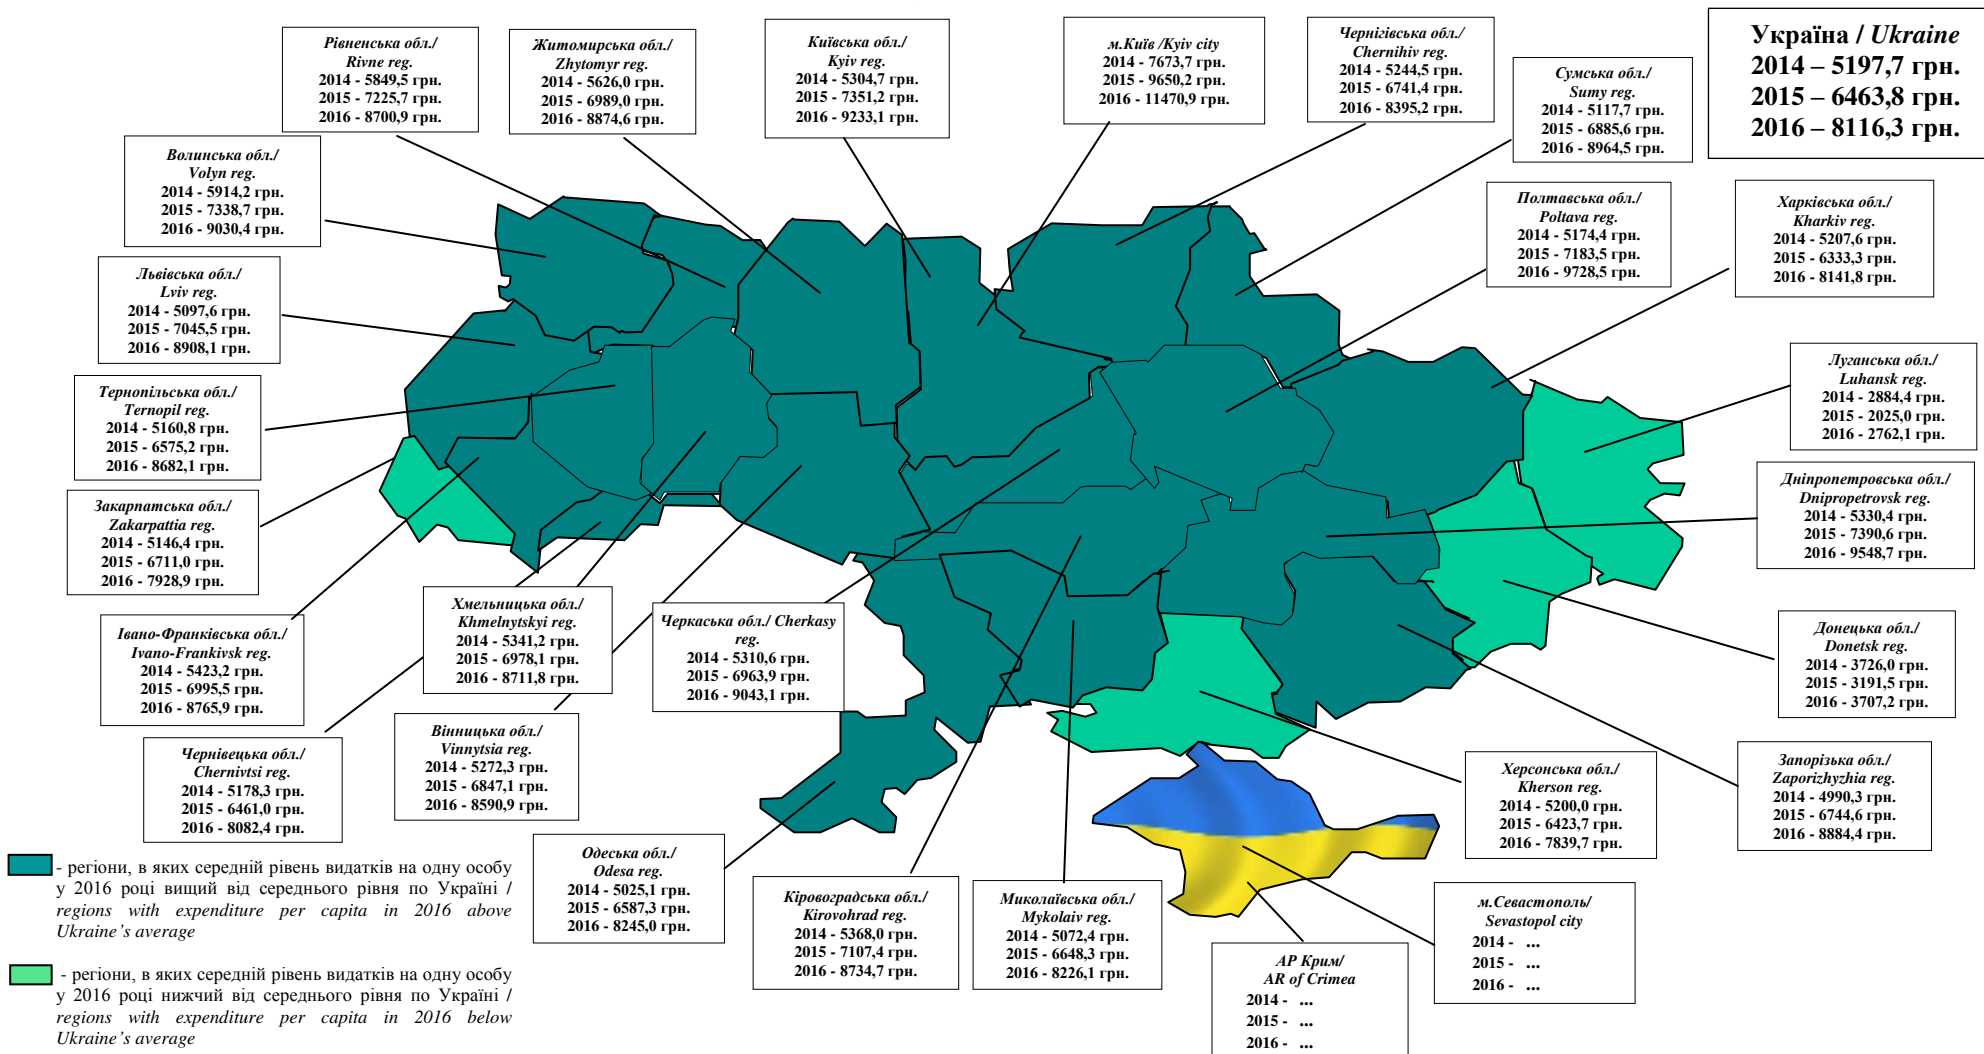 Україна / Ukraine
2014 – 5197,7 грн.
2015 – 6463,8 грн.
2016 – 8116,3 грн.
Рівненська обл./
Rivne reg.
2014 - 5849,5 грн.
2015 - 7225,7 грн.
2016 - 8700,9 грн.
Житомирська обл./
Zhytomyr reg.
2014 - 5626,0 грн.
2015 - 6989,0 грн.
2016 - 8874,6 грн.
Київська обл./
Kyiv reg.
2014 - 5304,7 грн.
2015 - 7351,2 грн.
2016 - 9233,1 грн.
м.Київ /Kyiv city
2014 - 7673,7 грн.
2015 - 9650,2 грн.
2016 - 11470,9 грн.
Чернігівська обл./
Chernihiv reg.
2014 - 5244,5 грн.
2015 - 6741,4 грн.
2016 - 8395,2 грн.
Сумська обл./
Sumy reg.
2014 - 5117,7 грн.
2015 - 6885,6 грн.
2016 - 8964,5 грн.
Волинська обл./
Volyn reg.
2014 - 5914,2 грн.
2015 - 7338,7 грн.
2016 - 9030,4 грн.
Полтавська обл./
Poltava reg.
2014 - 5174,4 грн.
2015 - 7183,5 грн.
2016 - 9728,5 грн.
Харківська обл./
Kharkiv reg.
2014 - 5207,6 грн.
2015 - 6333,3 грн.
2016 - 8141,8 грн.
Львівська обл./
Lviv reg.
2014 - 5097,6 грн.
2015 - 7045,5 грн.
2016 - 8908,1 грн.
Луганська обл./
Luhansk reg.
2014 - 2884,4 грн.
2015 - 2025,0 грн.
2016 - 2762,1 грн.
Тернопільська обл./
Ternopil reg.
2014 - 5160,8 грн.
2015 - 6575,2 грн.
2016 - 8682,1 грн.
Дніпропетровська обл./
Dnipropetrovsk reg.
2014 - 5330,4 грн.
2015 - 7390,6 грн.
2016 - 9548,7 грн.
Закарпатська обл./
Zakarpattia reg.
2014 - 5146,4 грн.
2015 - 6711,0 грн.
2016 - 7928,9 грн.
Івано-Франківська обл./
Ivano-Frankivsk reg.
2014 - 5423,2 грн.
2015 - 6995,5 грн.
2016 - 8765,9 грн.
Хмельницька обл./
Khmelnytskyi reg.
2014 - 5341,2 грн.
2015 - 6978,1 грн.
2016 - 8711,8 грн.
Черкаська обл./ Cherkasy
reg.
2014 - 5310,6 грн.
2015 - 6963,9 грн.
2016 - 9043,1 грн.
Донецька обл./
Donetsk reg.
2014 - 3726,0 грн.
2015 - 3191,5 грн.
2016 - 3707,2 грн.
Чернівецька обл./
Chernivtsi reg.
2014 - 5178,3 грн.
2015 - 6461,0 грн.
2016 - 8082,4 грн.
Вінницька обл./
Vinnytsia reg.
2014 - 5272,3 грн.
2015 - 6847,1 грн.
2016 - 8590,9 грн.
Херсонська обл./
Kherson reg.
2014 - 5200,0 грн.
2015 - 6423,7 грн.
2016 - 7839,7 грн.
Запорізька обл./
Zaporizhyzhia reg.
2014 - 4990,3 грн.
2015 - 6744,6 грн.
2016 - 8884,4 грн.
Одеська обл./
Odesa reg.
2014 - 5025,1 грн.
2015 - 6587,3 грн.
2016 - 8245,0 грн.
Кіровоградська обл./
Kirovohrad reg.
2014 - 5368,0 грн.
2015 - 7107,4 грн.
2016 - 8734,7 грн.
Миколаївська обл./
Mykolaiv reg.
2014 - 5072,4 грн.
2015 - 6648,3 грн.
2016 - 8226,1 грн.
м.Севастополь/
Sevastopol city
2014 - ...
2015 - ...
2016 - ...
АР Крим/
AR of Crimea
2014 - ...
2015 - ...
2016 - ...
- регіони, в яких середній рівень видатків на одну особу
у 2016 році вищий від середнього рівня по Україні /
regions with expenditure per capita in 2016 above
Ukraine’s average
- регіони, в яких середній рівень видатків на одну особу
у 2016 році нижчий від середнього рівня по Україні /
regions with expenditure per capita in 2016 below
Ukraine’s average